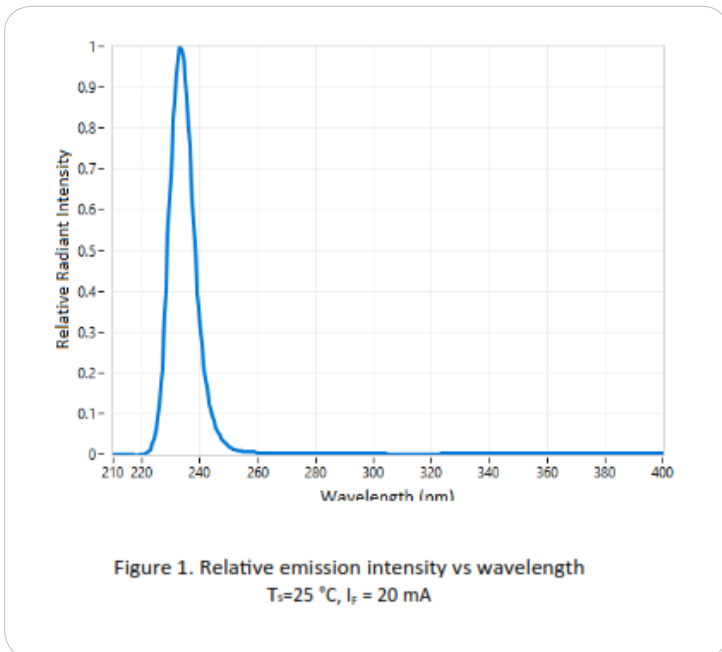 Relative Radiant Intensity
1
0.9
0.8
0.7
0.6
0.5
0.4
0.3
0.2
0.1
0
210 220 240 260 280 300 320 340 360 380 400
Wavelength (nm)
Figure 1. Relative emission intensity vs wavelength
Ts=25 °C, IF = 20 mA